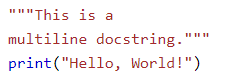 """This is a
multiline docstring."""
print("Hello, World!")